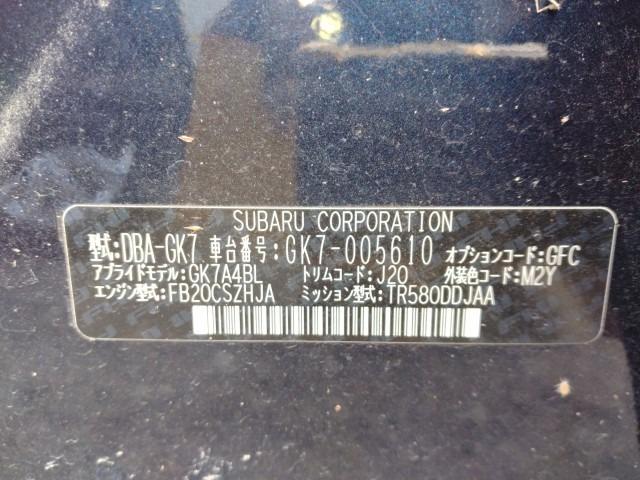 SUBARU CORPORATION
型式:DBA-GK7 車台番号:GK7-005610 オプションコード:GFC
アプライドモデル:GK7A4BL トリムコード:J20 外装色コード:M2Y
エンジン型式:FB20CSZHJA ミッション型式:TR580DDJAA